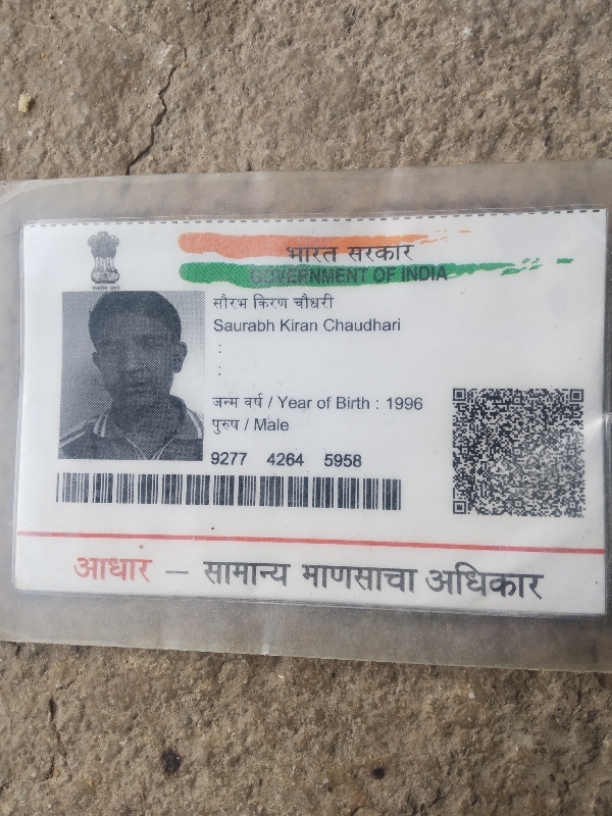 भारत सरकार
GOVERNMENT OF INDIA
सौरभ किरण चौधरी
Saurabh Kiran Chaudhari
:
:
जन्म वर्ष / Year of Birth : 1996
पुरुष / Male
9277 4264 5958
आधार — सामान्य माणसाचा अधिकार